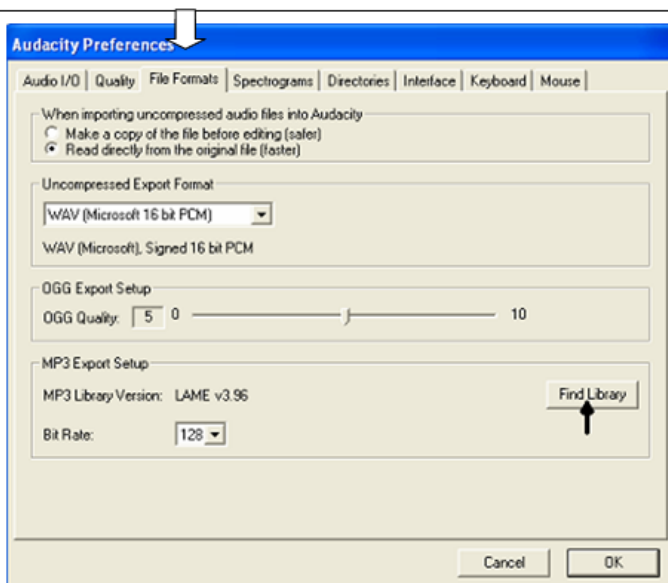 Audacity Preferences
Audio I/O Quality File Formats Spectrograms Directories Interface Keyboard Mouse
When importing uncompressed audio files into Audacity
Make a copy of the file before editing (safer)
Read directly from the original file (faster)
Uncompressed Export Format
WAV (Microsoft 16 bit PCM)
WAV (Microsoft), Signed 16 bit PCM
OGG Export Setup
OGG Quality: 5 0 10
MP3 Export Setup
MP3 Library Version: LAME v3.96 Find Library
Bit Rate: 128
Cancel OK